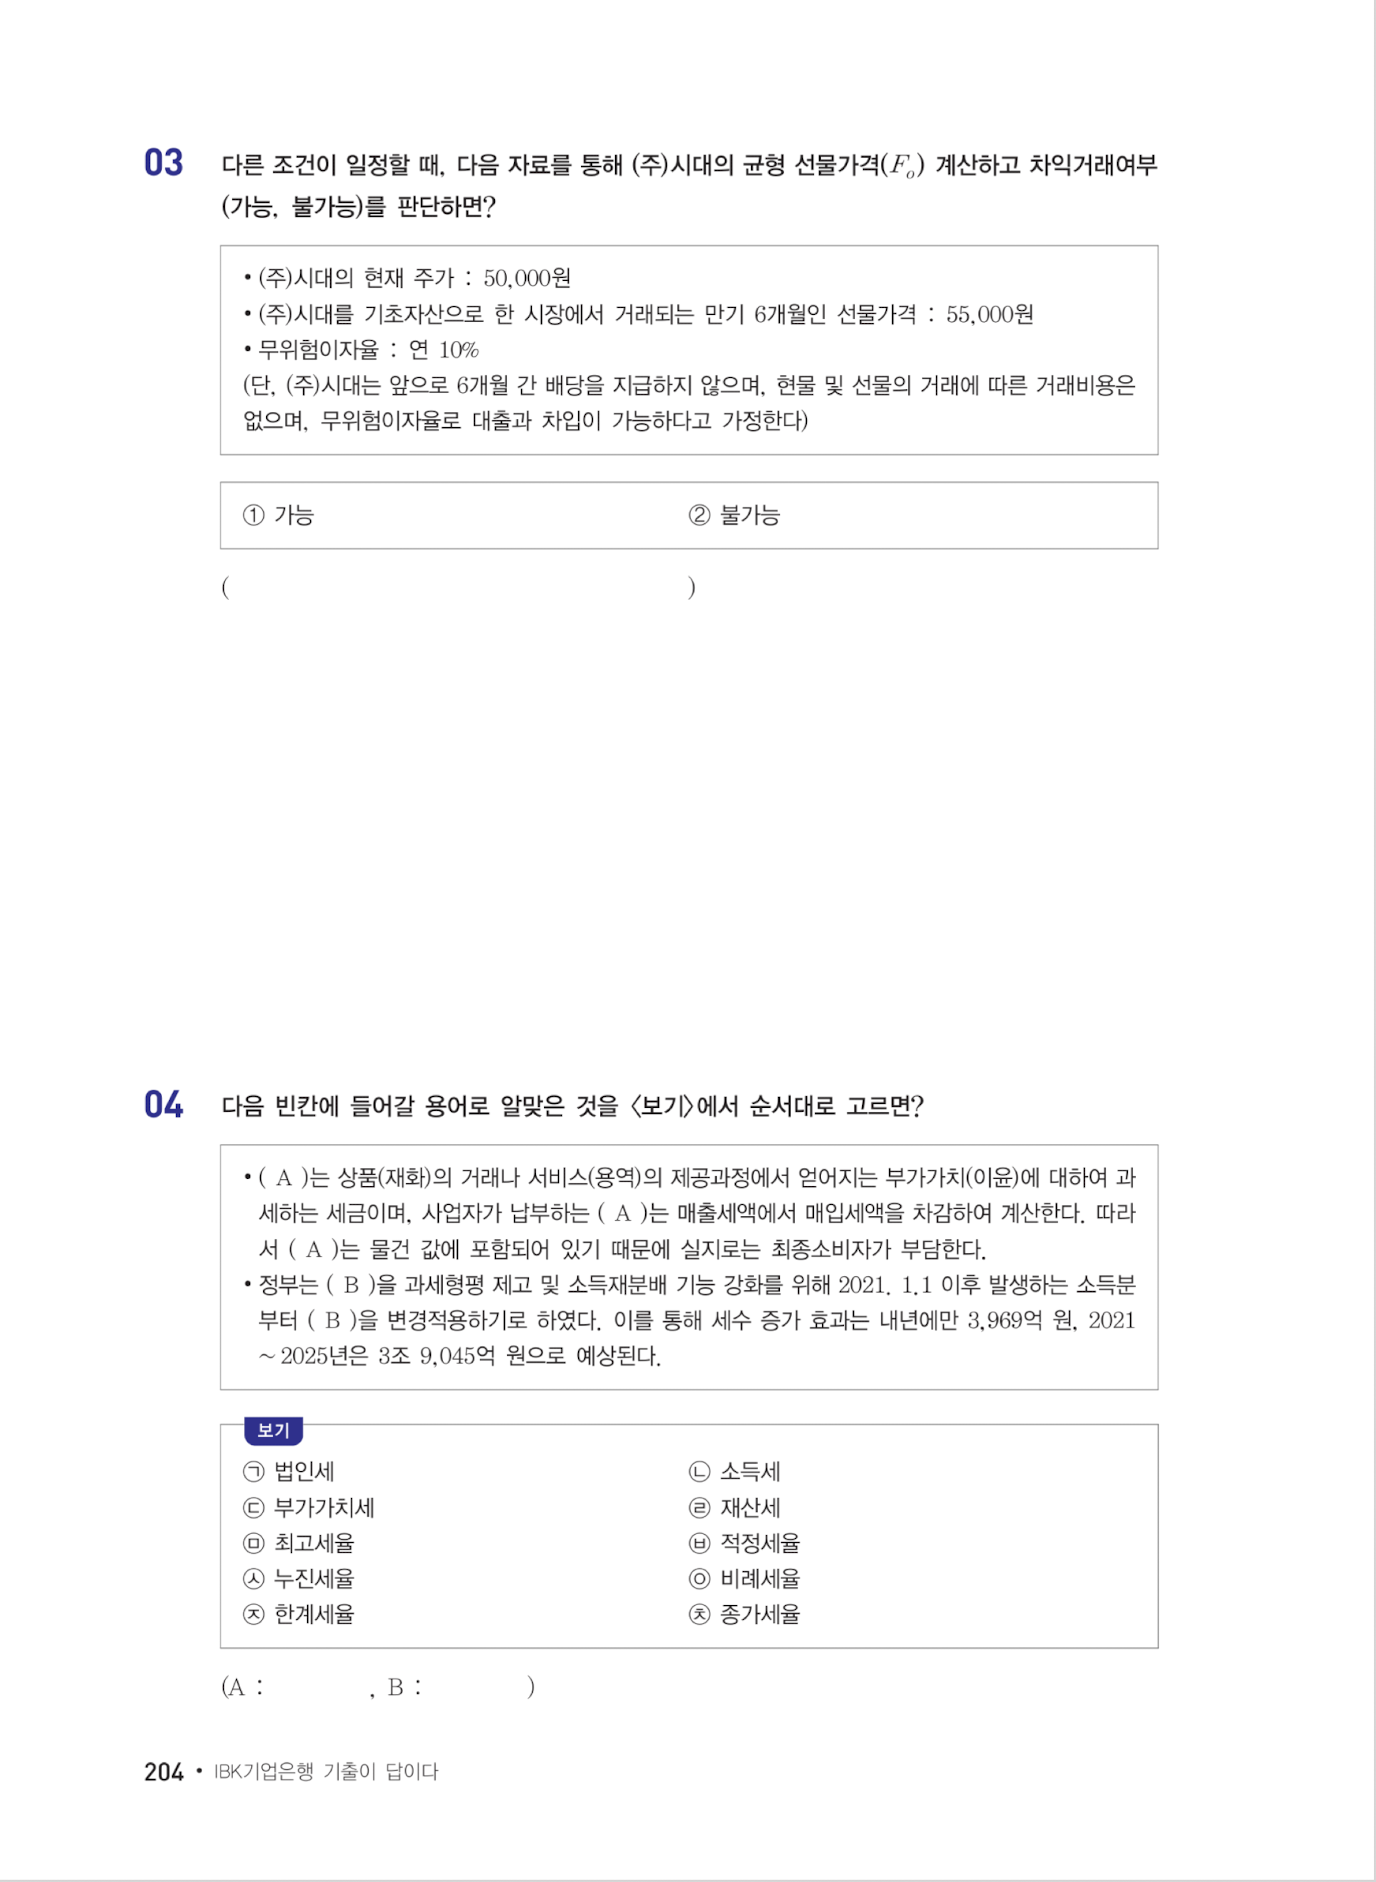 03 다른 조건이 일정할 때, 다음 자료를 통해 (주)시대의 균형 선물가격(Fₒ) 계산하고 차익거래여부
(가능, 불가능)를 판단하면?
• (주)시대의 현재 주가 : 50,000원
• (주)시대를 기초자산으로 한 시장에서 거래되는 만기 6개월인 선물가격 : 55,000원
• 무위험이자율 : 연 10%
(단, (주)시대는 앞으로 6개월 간 배당을 지급하지 않으며, 현물 및 선물의 거래에 따른 거래비용은
없으며, 무위험이자율로 대출과 차입이 가능하다고 가정한다)
① 가능 ② 불가능
( )
04 다음 빈칸에 들어갈 용어로 알맞은 것을 〈보기〉에서 순서대로 고르면?
• ( A )는 상품(재화)의 거래나 서비스(용역)의 제공과정에서 얻어지는 부가가치(이윤)에 대하여 과
세하는 세금이며, 사업자가 납부하는 ( A )는 매출세액에서 매입세액을 차감하여 계산한다. 따라
서 ( A )는 물건 값에 포함되어 있기 때문에 실지로는 최종소비자가 부담한다.
• 정부는 ( B )을 과세형평 제고 및 소득재분배 기능 강화를 위해 2021. 1.1 이후 발생하는 소득분
부터 ( B )을 변경적용하기로 하였다. 이를 통해 세수 증가 효과는 내년에만 3,969억 원, 2021
~2025년은 3조 9,045억 원으로 예상된다.
보기
㉠ 법인세 ㉡ 소득세
㉢ 부가가치세 ㉣ 재산세
㉤ 최고세율 ㉥ 적정세율
㉦ 누진세율 ㉧ 비례세율
㉨ 한계세율 ㉩ 종가세율
(A : , B : )
204 • IBK기업은행 기출이 답이다